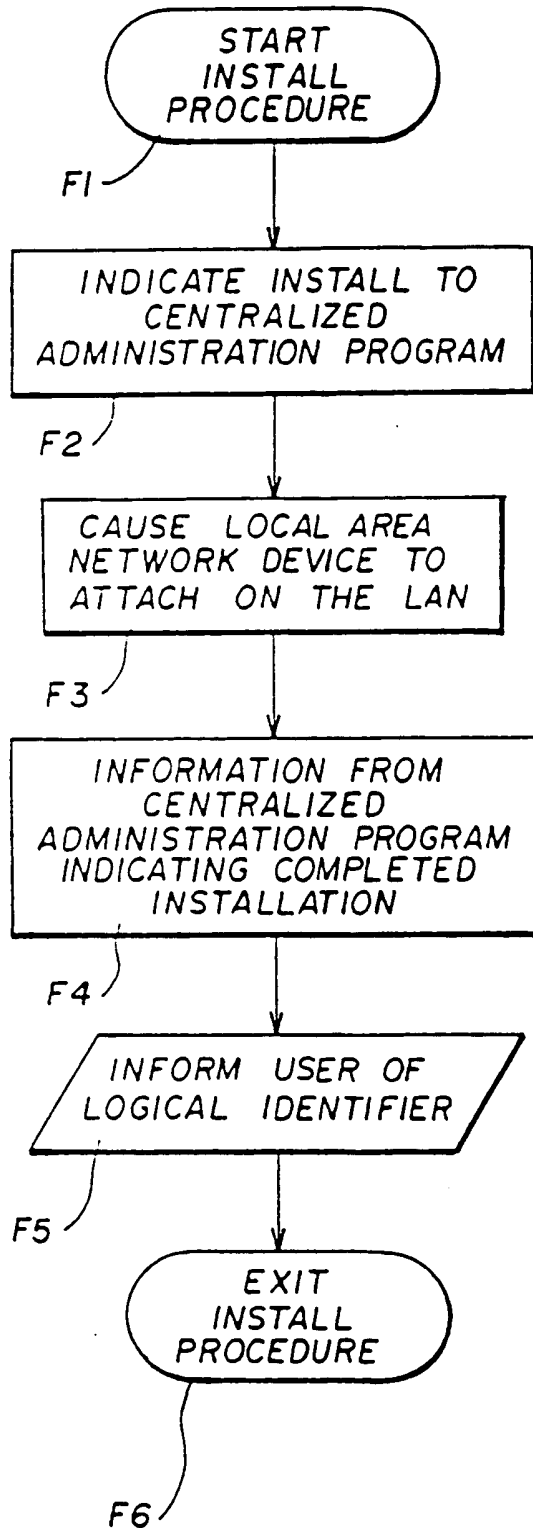 START
INSTALL
PROCEDURE
F1
INDICATE INSTALL TO
CENTRALIZED
ADMINISTRATION PROGRAM
F2
CAUSE LOCAL AREA
NETWORK DEVICE TO
ATTACH ON THE LAN
F3
INFORMATION FROM
CENTRALIZED
ADMINISTRATION PROGRAM
INDICATING COMPLETED
INSTALLATION
F4
INFORM USER OF
LOGICAL IDENTIFIER
F5
EXIT
INSTALL
PROCEDURE
F6